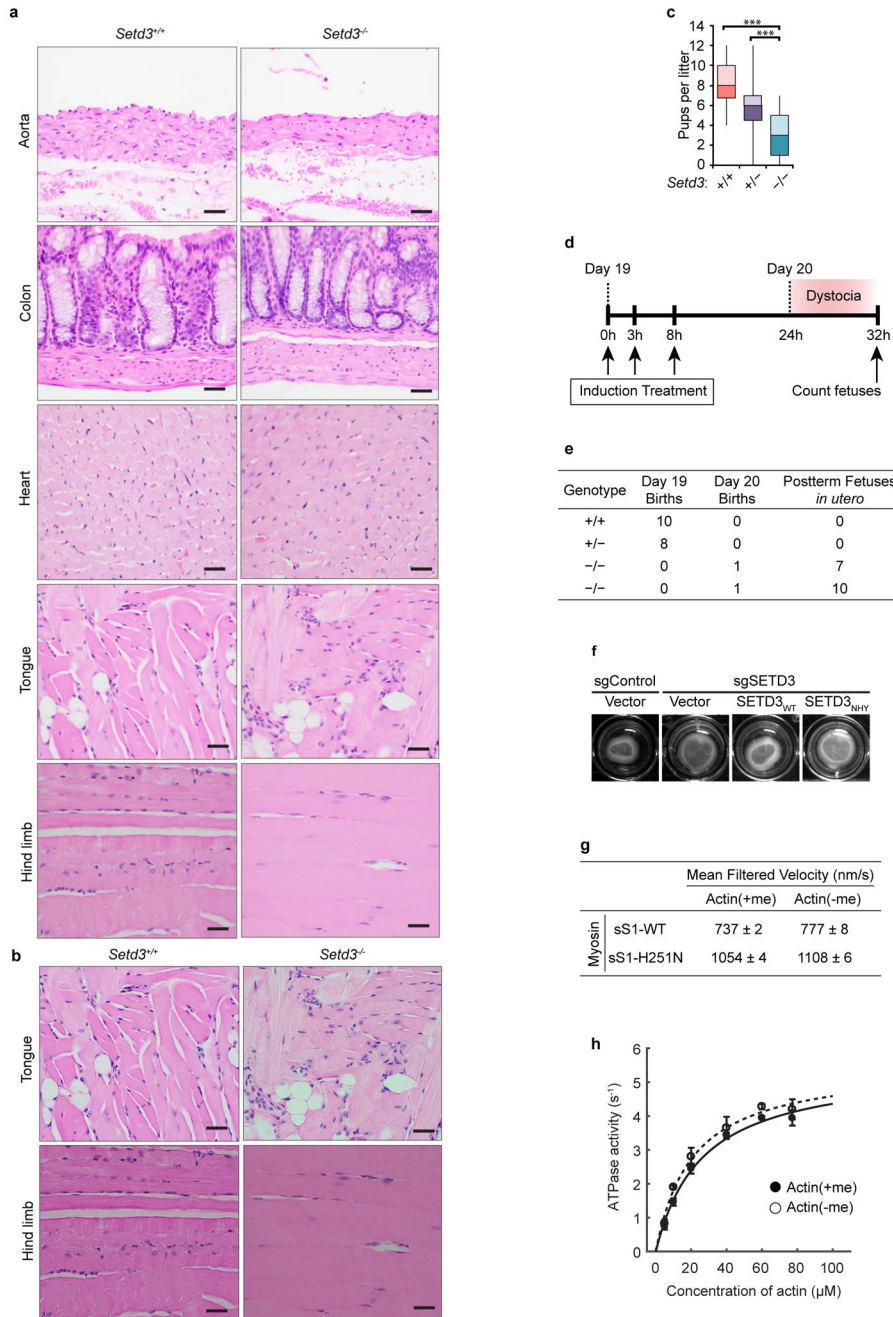 a
Setd3+/+ Setd3-/-
Aorta
Colon
Heart
Tongue
Hind limb
b
Setd3+/+ Setd3-/-
Tongue
Hind limb
c
*** ***
Pups per litter
14
12
10
8
6
4
2
0
Setd3: +/+ +/− −/−
d
Day 19 Day 20
Dystocia
0h 3h 8h 24h 32h
Induction Treatment Count fetuses
e
Genotype Day 19 Births Day 20 Births Postterm Fetuses in utero
+/+ 10 0 0
+/− 8 0 0
−/− 0 1 7
−/− 0 1 10
f
sgControl sgSETD3
Vector Vector SETD3WT SETD3NHY
g
Mean Filtered Velocity (nm/s)
Actin(+me) Actin(-me)
Myosin
sS1-WT 737 ± 2 777 ± 8
sS1-H251N 1054 ± 4 1108 ± 6
h
ATPase activity (s-1)
6
5
4
3
2
1
0
Actin(+me)
Actin(-me)
0 20 40 60 80 100
Concentration of actin (µM)